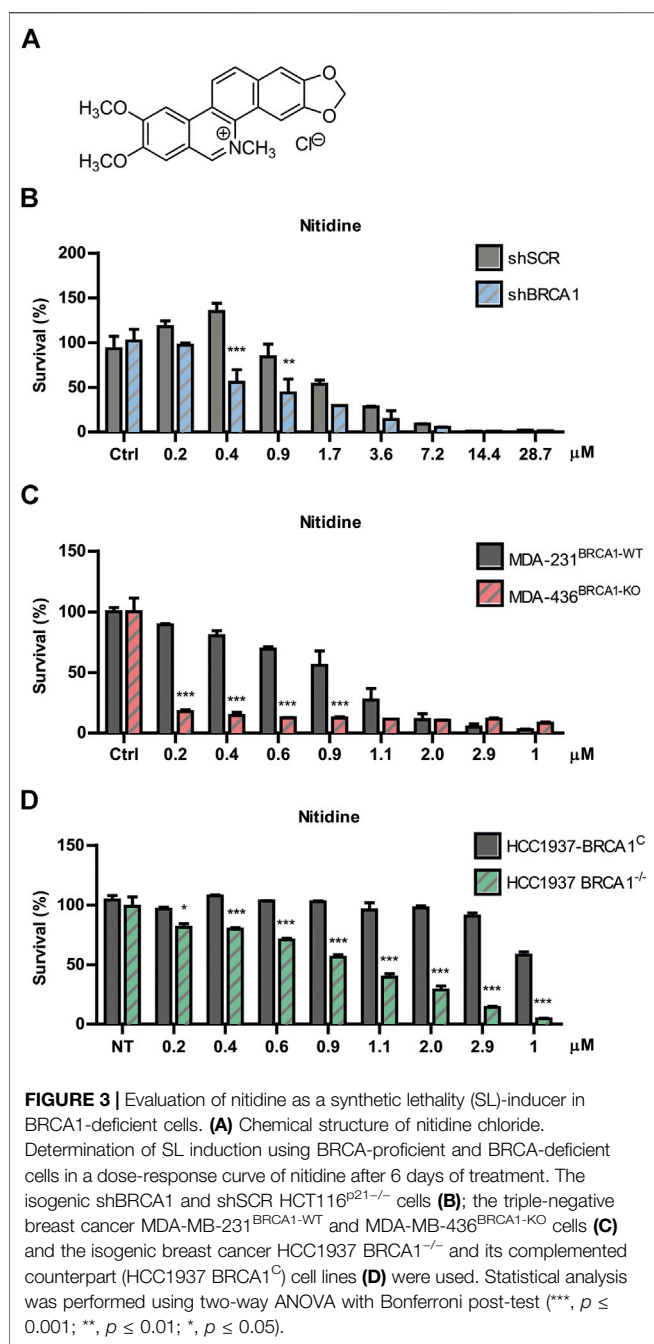 A
H₃CO
H₃CO
N
+
CH₃
Cl⊖
O
O
B
Nitidine
shSCR
shBRCA1
Survival (%)
200
150
100
50
0
*** **
Ctrl 0.2 0.4 0.9 1.7 3.6 7.2 14.4 28.7 μM
C
Nitidine
MDA-231BRCA1-WT
MDA-436BRCA1-KO
Survival (%)
150
100
50
0
*** *** *** ***
Ctrl 0.2 0.4 0.6 0.9 1.1 2.0 2.9 1 μM
D
Nitidine
HCC1937-BRCA1C
HCC1937 BRCA1-/-
Survival (%)
150
100
50
0
* *** *** *** *** *** *** ***
NT 0.2 0.4 0.6 0.9 1.1 2.0 2.9 1 μM
FIGURE 3 | Evaluation of nitidine as a synthetic lethality (SL)-inducer in
BRCA1-deficient cells. (A) Chemical structure of nitidine chloride.
Determination of SL induction using BRCA-proficient and BRCA-deficient
cells in a dose-response curve of nitidine after 6 days of treatment. The
isogenic shBRCA1 and shSCR HCT116p21−/− cells (B); the triple-negative
breast cancer MDA-MB-231BRCA1-WT and MDA-MB-436BRCA1-KO cells (C)
and the isogenic breast cancer HCC1937 BRCA1−/− and its complemented
counterpart (HCC1937 BRCA1C) cell lines (D) were used. Statistical analysis
was performed using two-way ANOVA with Bonferroni post-test (***, p ≤
0.001; **, p ≤ 0.01; *, p ≤ 0.05).